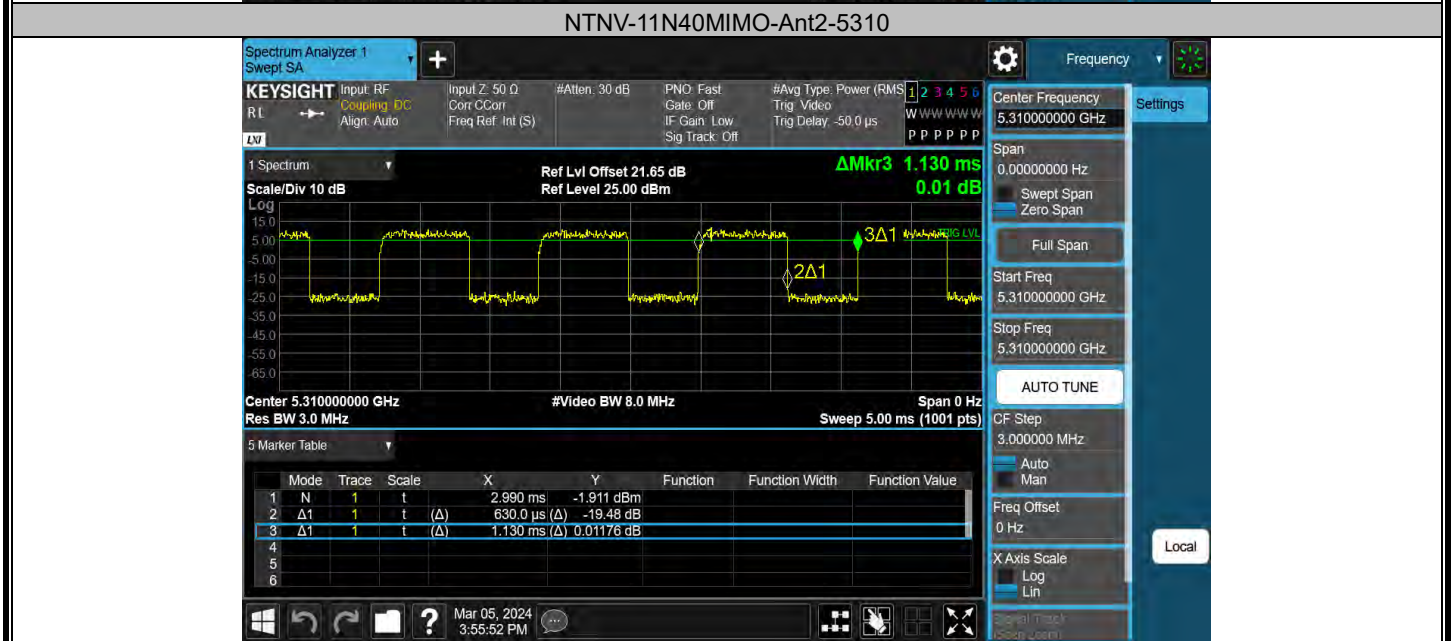 NTNV-11N40MIMO-Ant2-5310
Spectrum Analyzer 1
Swept SA
+
Frequency
KEYSIGHT
RL
LXI
Input: RF
Coupling: DC
Align: Auto
Input Z: 50 Ω
Corr CCorr
Freq Ref: Int (S)
#Atten: 30 dB
PNO: Fast
Gate: Off
IF Gain: Low
Sig Track: Off
#Avg Type: Power (RMS
Trig: Video
Trig Delay: -50.0 µs
1 2 3 4 5 6
W W W W W W
P P P P P P
1 Spectrum
Scale/Div 10 dB
Ref Lvl Offset 21.65 dB
Ref Level 25.00 dBm
ΔMkr3 1.130 ms
0.01 dB
Log
15.0
5.00
-5.00
-15.0
-25.0
-35.0
-45.0
-55.0
-65.0
1
2Δ1
3Δ1
TRIG LVL
Center 5.310000000 GHz
#Video BW 8.0 MHz
Span 0 Hz
Res BW 3.0 MHz
Sweep 5.00 ms (1001 pts)
5 Marker Table
Mode Trace Scale X Y Function Function Width Function Value
1 N 1 t 2.990 ms -1.911 dBm
2 Δ1 1 t (Δ) 630.0 µs (Δ) -19.48 dB
3 Δ1 1 t (Δ) 1.130 ms (Δ) 0.01176 dB
4
5
6
Mar 05, 2024
3:55:52 PM
?
Center Frequency
5.310000000 GHz
Settings
Span
0.00000000 Hz
Swept Span
Zero Span
Full Span
Start Freq
5.310000000 GHz
Stop Freq
5.310000000 GHz
AUTO TUNE
CF Step
3.000000 MHz
Auto
Man
Freq Offset
0 Hz
X Axis Scale
Log
Lin
Local